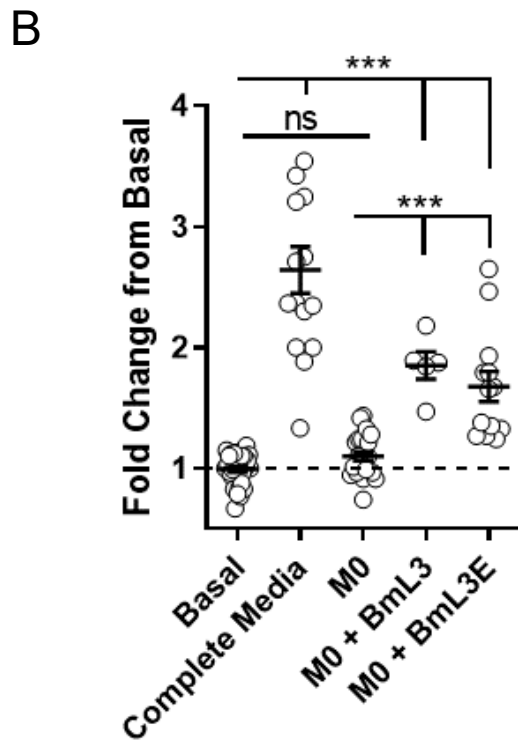 B
***
4
ns
3
***
2
1
Fold Change from Basal
Basal
Complete Media
M0
M0 + BmL3
M0 + BmL3E